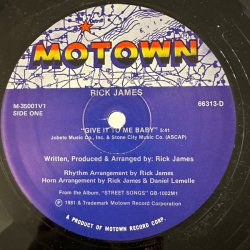 MOTOWN
RICK JAMES
M-35001V1
SIDE ONE
66313-D
"GIVE IT TO ME BABY" 5:41
Jobete Music Co., Inc. & Stone City Music Co. (ASCAP)
Written, Produced & Arranged by: Rick James
Rhythm Arrangement by Rick James
Horn Arrangement by Rick James & Daniel Lemelle
From the Album, "STREET SONGS" G8-1002M1
℗ 1981 & Trademark Motown Record Corporation
A PRODUCT OF MOTOWN RECORD CORP.